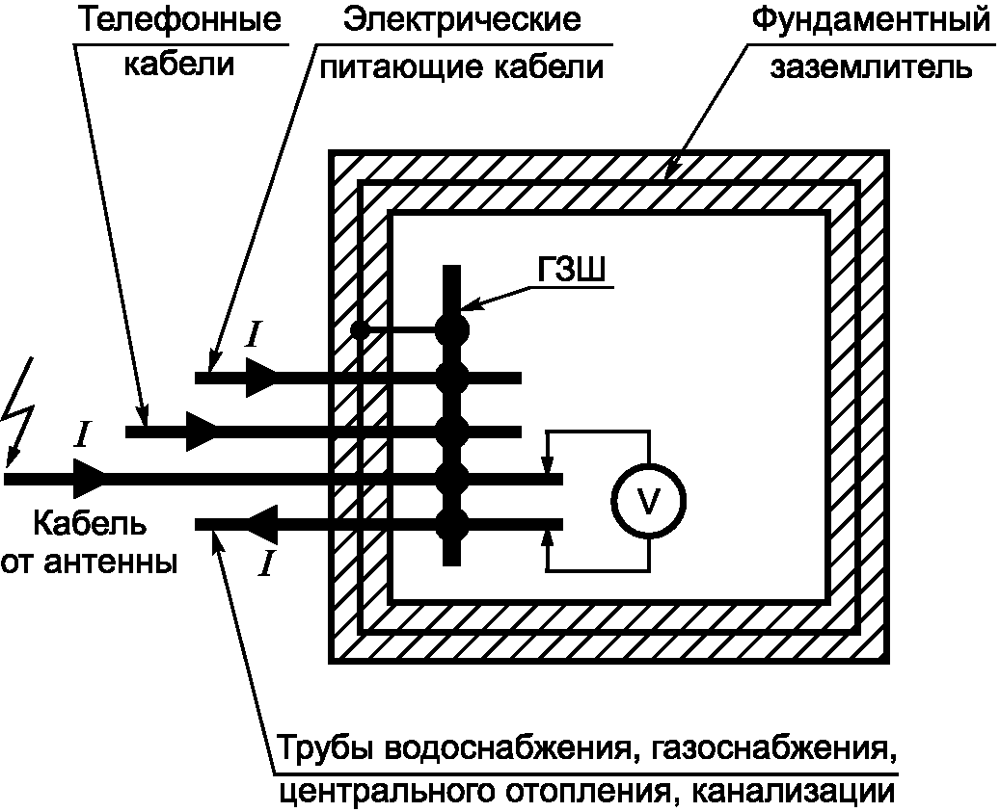 Телефонные
кабели
Электрические
питающие кабели
Фундаментный
заземлитель
ГЗШ
I
I
V
Кабель
от антенны
I
Трубы водоснабжения, газоснабжения,
центрального отопления, канализации